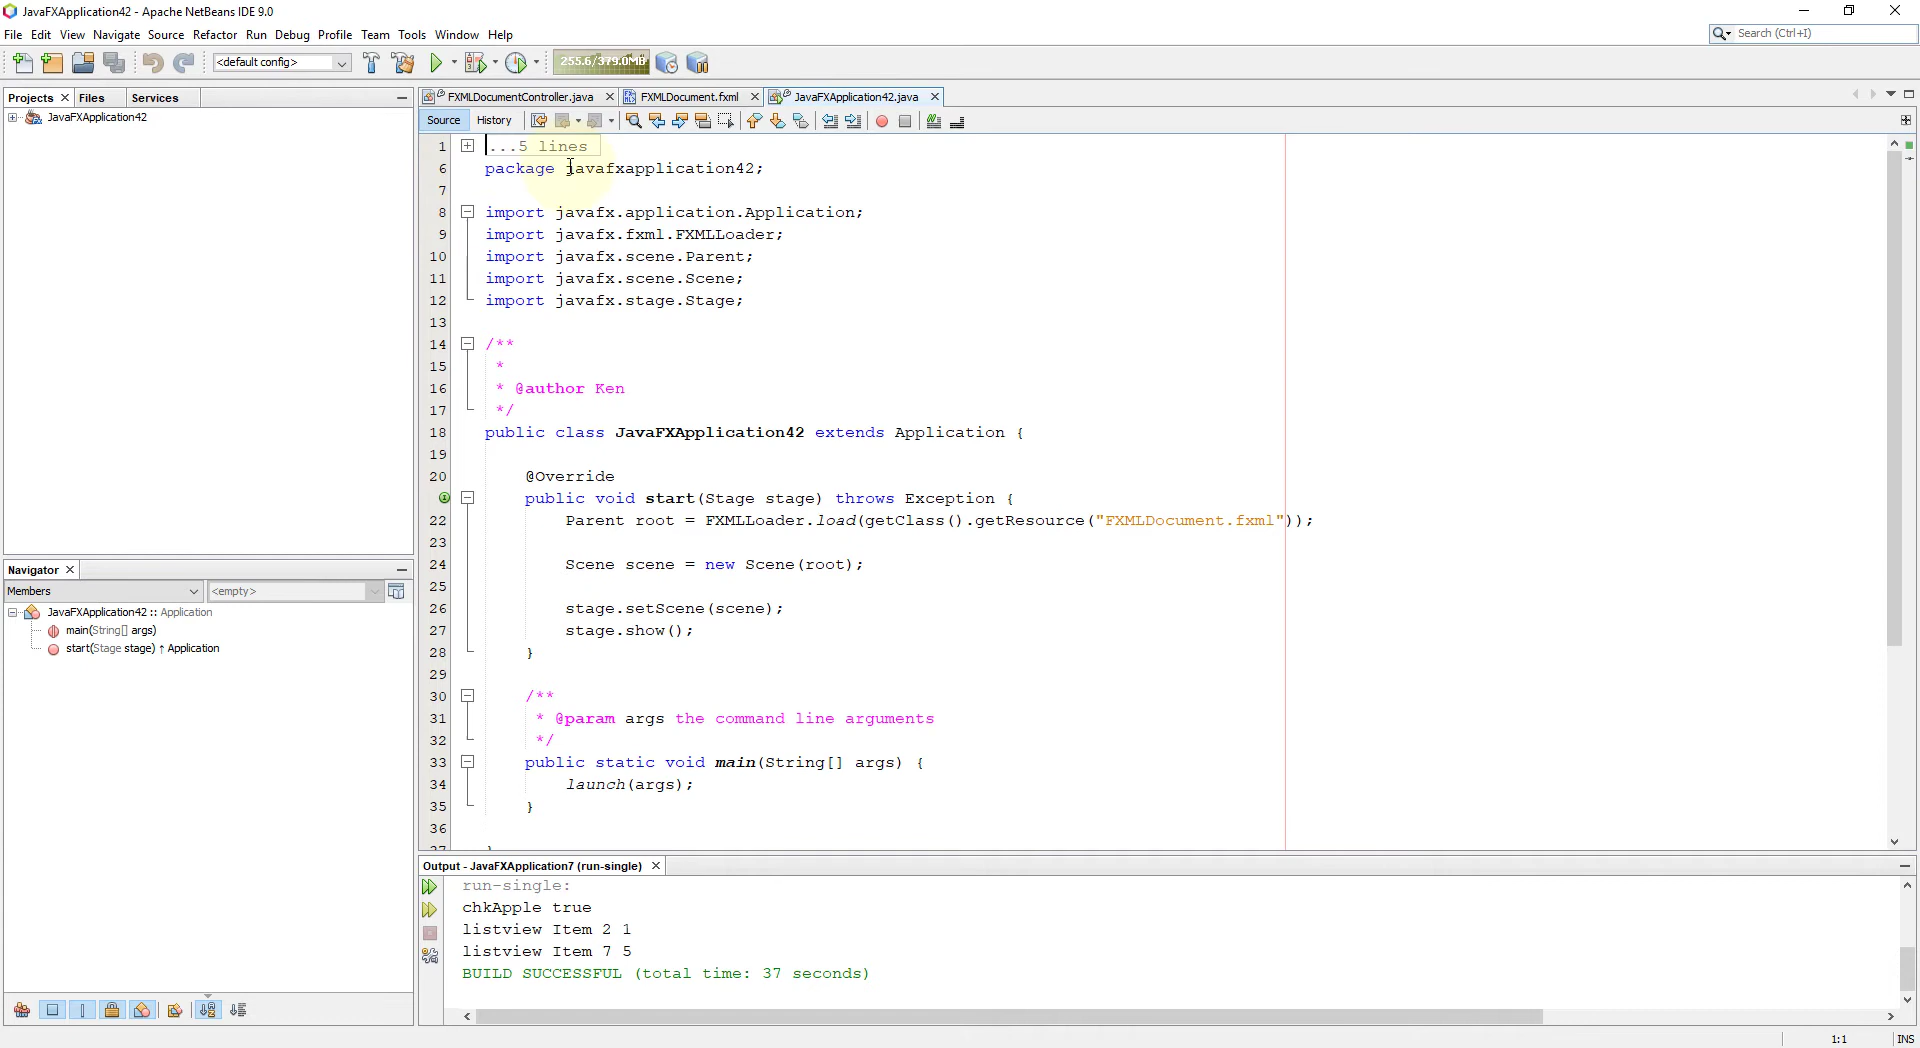 JavaFXApplication42 - Apache NetBeans IDE 9.0
File Edit View Navigate Source Refactor Run Debug Profile Team Tools Window Help
Search (Ctrl+I)
<default config>
255.6/379.0MB
Projects Files Services
JavaFXApplication42
FXMLDocumentController.java FXMLDocument.fxml JavaFXApplication42.java
Source History
1 ...5 lines
6 package javafxapplication42;
7
8 import javafx.application.Application;
9 import javafx.fxml.FXMLLoader;
10 import javafx.scene.Parent;
11 import javafx.scene.Scene;
12 import javafx.stage.Stage;
13
14 /**
15 *
16 * @author Ken
17 */
18 public class JavaFXApplication42 extends Application {
19
20 @Override
public void start(Stage stage) throws Exception {
22 Parent root = FXMLLoader.load(getClass().getResource("FXMLDocument.fxml"));
23
24 Scene scene = new Scene(root);
25
26 stage.setScene(scene);
27 stage.show();
28 }
29
30 /**
31 * @param args the command line arguments
32 */
33 public static void main(String[] args) {
34 launch(args);
35 }
36
Navigator
Members <empty>
JavaFXApplication42 :: Application
main(String[] args)
start(Stage stage) ↑ Application
Output - JavaFXApplication7 (run-single)
run-single:
chkApple true
listview Item 2 1
listview Item 7 5
BUILD SUCCESSFUL (total time: 37 seconds)
1:1 INS